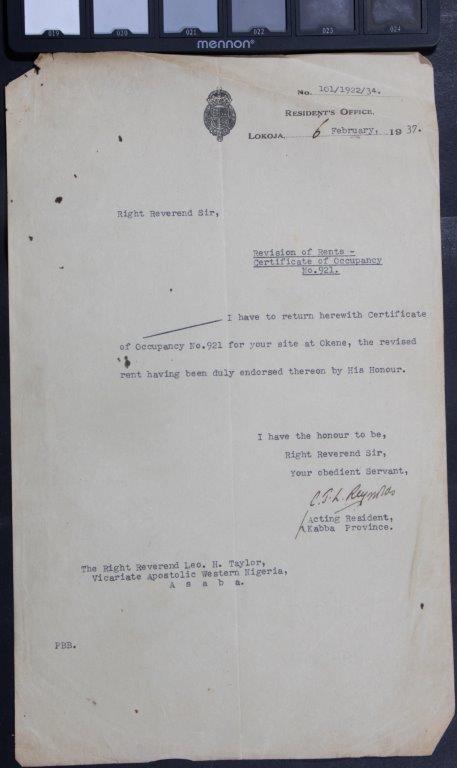 019 020 021 022 023 024
mennon
No. 101/1922/34.
RESIDENT'S OFFICE,
LOKOJA, 6 February, 1937.
Right Reverend Sir,
Revision of Rents -
Certificate of Occupancy
No.921.
I have to return herewith Certificate
of Occupancy No.921 for your site at Okene, the revised
rent having been duly endorsed thereon by His Honour.
I have the honour to be,
Right Reverend Sir,
Your obedient Servant,
C.J.L. Reynolds
Acting Resident,
Kabba Province.
The Right Reverend Leo. H. Taylor,
Vicariate Apostolic Western Nigeria,
A s a b a.
PBB.